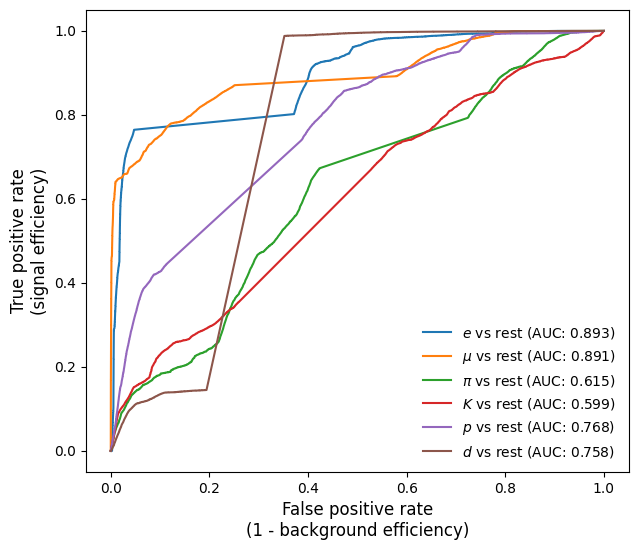 True positive rate
(signal efficiency)
1.0
0.8
0.6
0.4
0.2
0.0
0.0 0.2 0.4 0.6 0.8 1.0
False positive rate
(1 - background efficiency)
e vs rest (AUC: 0.893)
μ vs rest (AUC: 0.891)
π vs rest (AUC: 0.615)
K vs rest (AUC: 0.599)
p vs rest (AUC: 0.768)
d vs rest (AUC: 0.758)